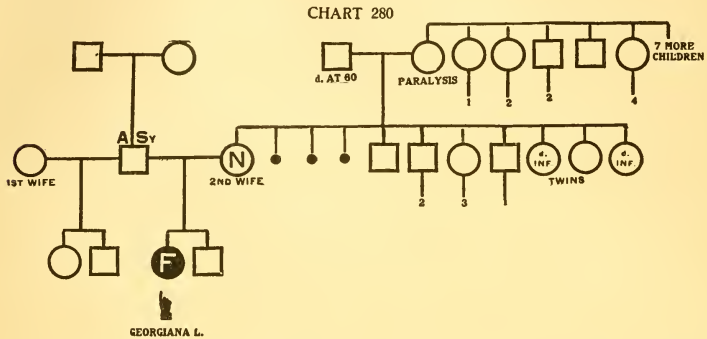 CHART 280
7 MORE
CHILDREN
d. AT 60
PARALYSIS
1 2 2 4
A SY
N
d. INF
d. INF.
1ST WIFE
2ND WIFE
TWINS
2 3
F
GEORGIANA L.